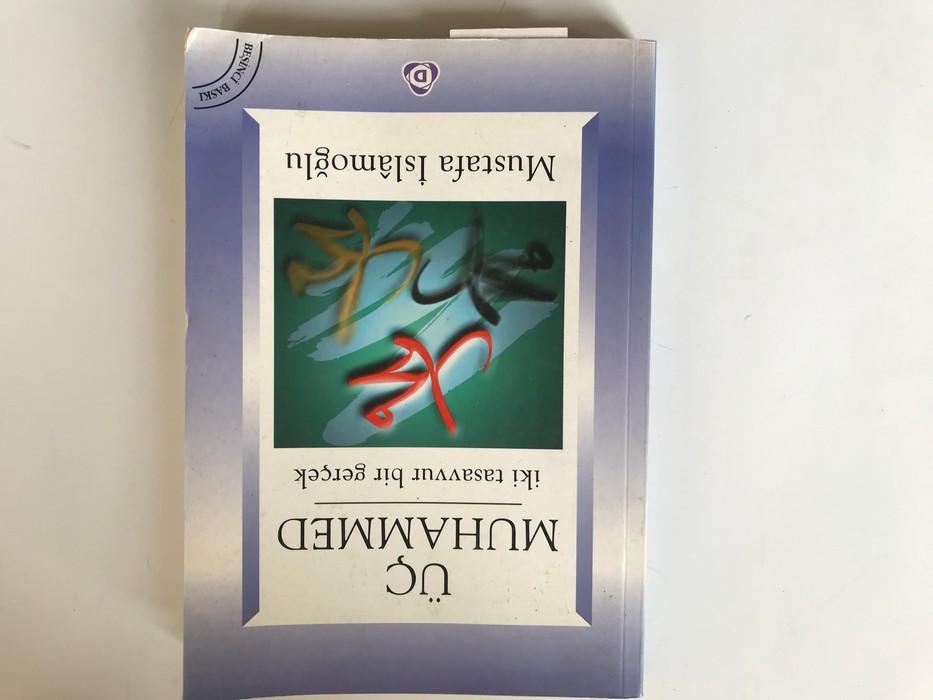 ÜÇ
MUHAMMED
iki tasavvur bir gerçek
Mustafa İslâmoğlu
D
BEŞİNCİ BASKI